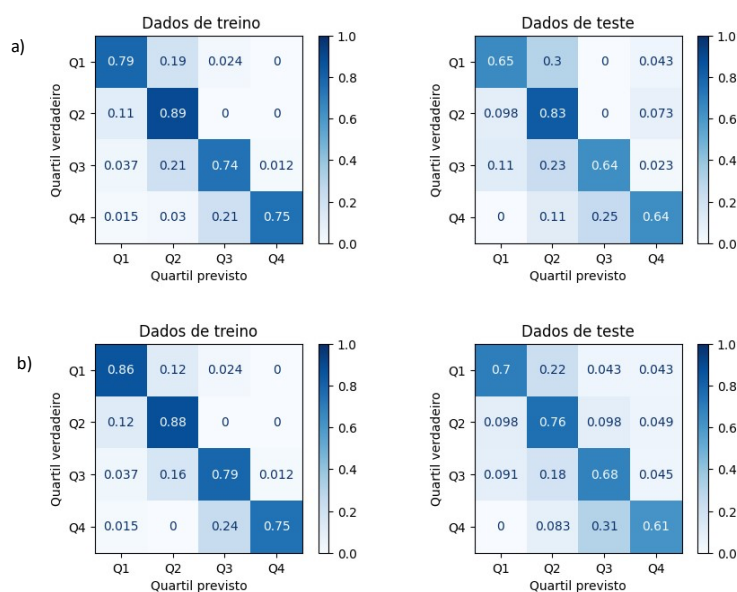 a)
Dados de treino
Quartil verdadeiro
Q1 0.79 0.19 0.024 0
Q2 0.11 0.89 0 0
Q3 0.037 0.21 0.74 0.012
Q4 0.015 0.03 0.21 0.75
Q1 Q2 Q3 Q4
Quartil previsto
1.0
0.8
0.6
0.4
0.2
0.0
Dados de teste
Quartil verdadeiro
Q1 0.65 0.3 0 0.043
Q2 0.098 0.83 0 0.073
Q3 0.11 0.23 0.64 0.023
Q4 0 0.11 0.25 0.64
Q1 Q2 Q3 Q4
Quartil previsto
1.0
0.8
0.6
0.4
0.2
0.0
b)
Dados de treino
Quartil verdadeiro
Q1 0.86 0.12 0.024 0
Q2 0.12 0.88 0 0
Q3 0.037 0.16 0.79 0.012
Q4 0.015 0 0.24 0.75
Q1 Q2 Q3 Q4
Quartil previsto
1.0
0.8
0.6
0.4
0.2
0.0
Dados de teste
Quartil verdadeiro
Q1 0.7 0.22 0.043 0.043
Q2 0.098 0.76 0.098 0.049
Q3 0.091 0.18 0.68 0.045
Q4 0 0.083 0.31 0.61
Q1 Q2 Q3 Q4
Quartil previsto
1.0
0.8
0.6
0.4
0.2
0.0